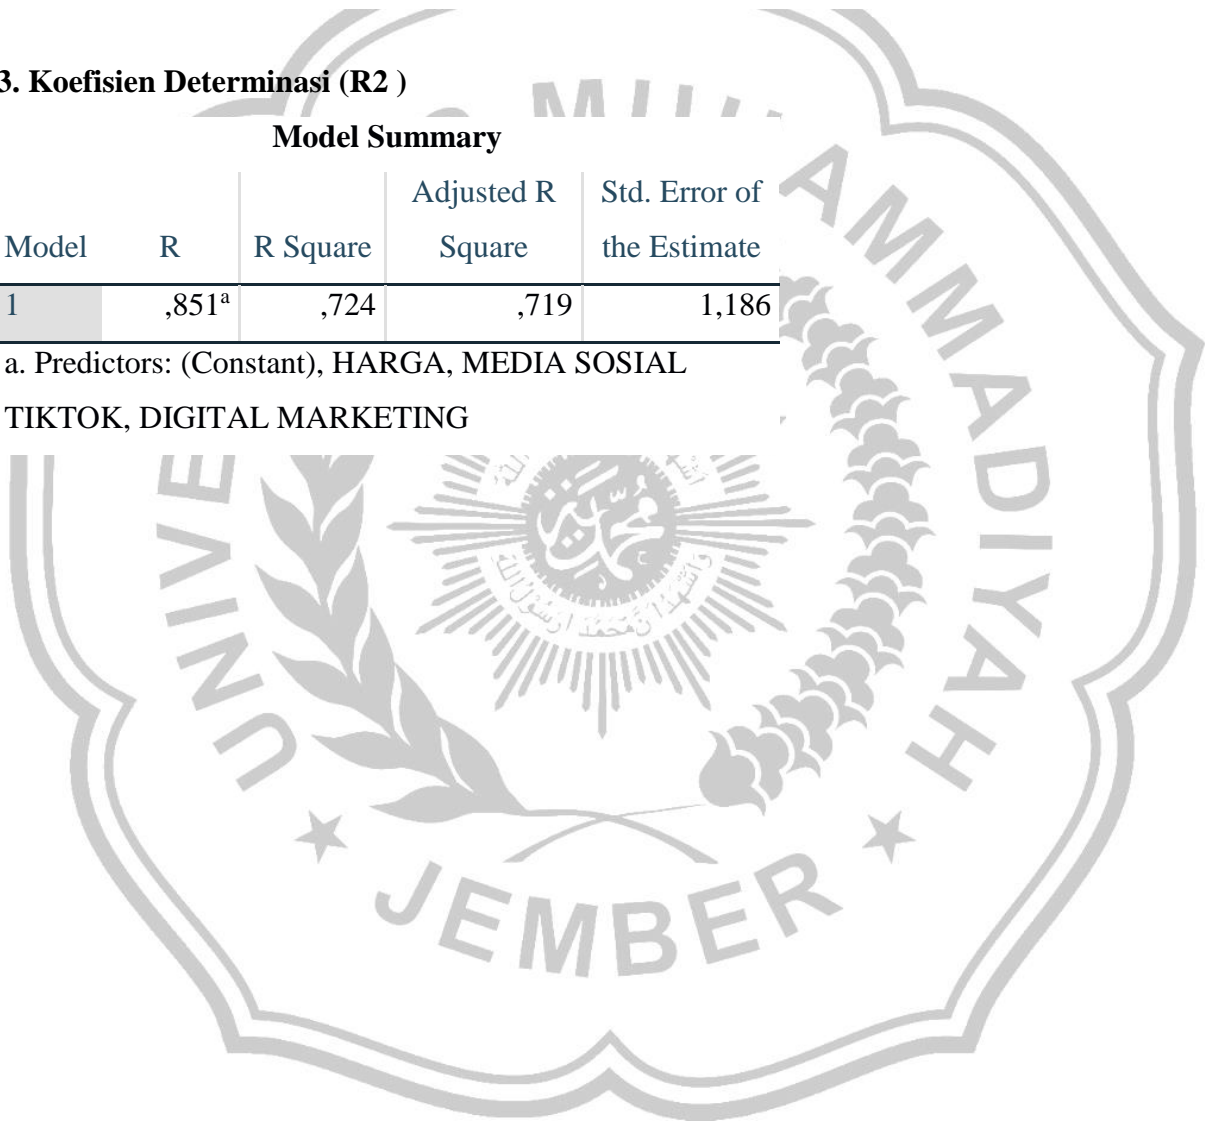 3. Koefisien Determinasi (R2 )
Model Summary
Model R R Square Adjusted R Square Std. Error of the Estimate
1 ,851a ,724 ,719 1,186
a. Predictors: (Constant), HARGA, MEDIA SOSIAL
TIKTOK, DIGITAL MARKETING
MUHAMMADIYAH
JEMBER